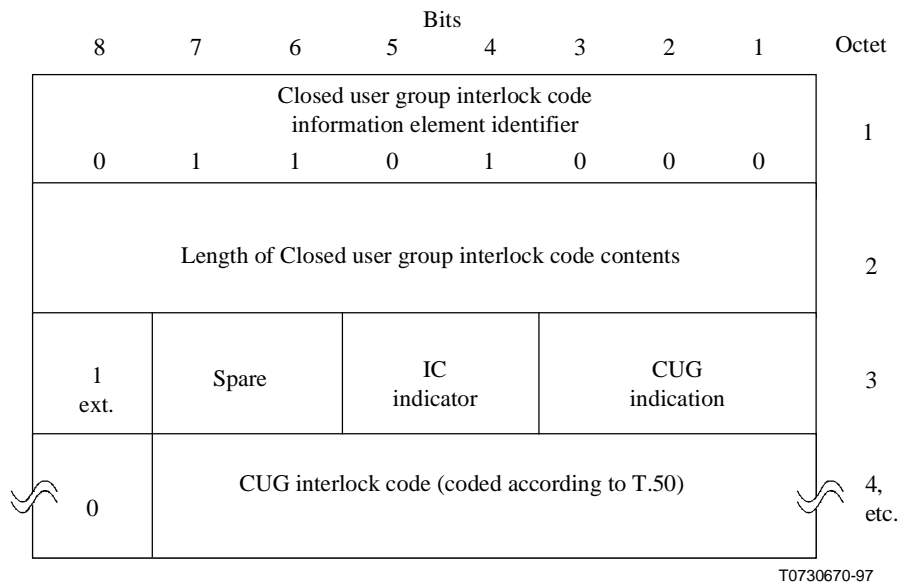 Bits
8 7 6 5 4 3 2 1 Octet
Closed user group interlock code
information element identifier
0 1 1 0 1 0 0 0
1
Length of Closed user group interlock code contents
2
1
ext.
Spare
IC
indicator
CUG
indication
3
0
CUG interlock code (coded according to T.50)
4,
etc.
T0730670-97